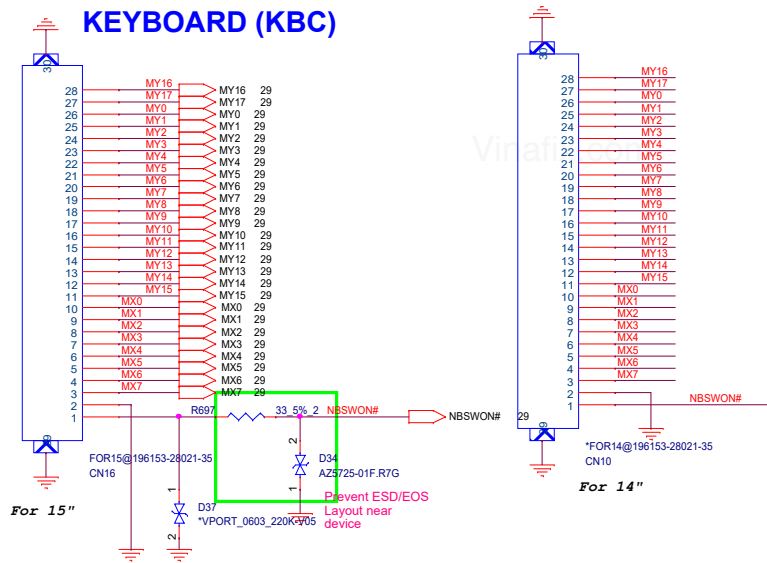 KEYBOARD (KBC)
30
28 MY16 MY16 29
27 MY17 MY17 29
26 MY0 MY0 29
25 MY1 MY1 29
24 MY2 MY2 29
23 MY3 MY3 29
22 MY4 MY4 29
21 MY5 MY5 29
20 MY6 MY6 29
19 MY7 MY7 29
18 MY8 MY8 29
17 MY9 MY9 29
16 MY10 MY10 29
15 MY11 MY11 29
14 MY12 MY12 29
13 MY13 MY13 29
12 MY14 MY14 29
11 MY15 MY15 29
10 MX0 MX0 29
9 MX1 MX1 29
8 MX2 MX2 29
7 MX3 MX3 29
6 MX4 MX4 29
5 MX5 MX5 29
4 MX6 MX6 29
3 MX7 MX7 29
2
1 R697 33_5%_2 NBSWON# NBSWON# 29
FOR15@196153-28021-35
CN16
For 15"
2
D34
AZ5725-01F.R7G
1
Prevent ESD/EOS
Layout near
device
1
D37
*VPORT_0603_220K-V05
2
30
28 MY16
27 MY17
26 MY0
25 MY1
24 MY2
23 MY3
22 MY4
21 MY5
20 MY6
19 MY7
18 MY8
17 MY9
16 MY10
15 MY11
14 MY12
13 MY13
12 MY14
11 MY15
10 MX0
9 MX1
8 MX2
7 MX3
6 MX4
5 MX5
4 MX6
3 MX7
2
1 NBSWON#
*FOR14@196153-28021-35
CN10
For 14"